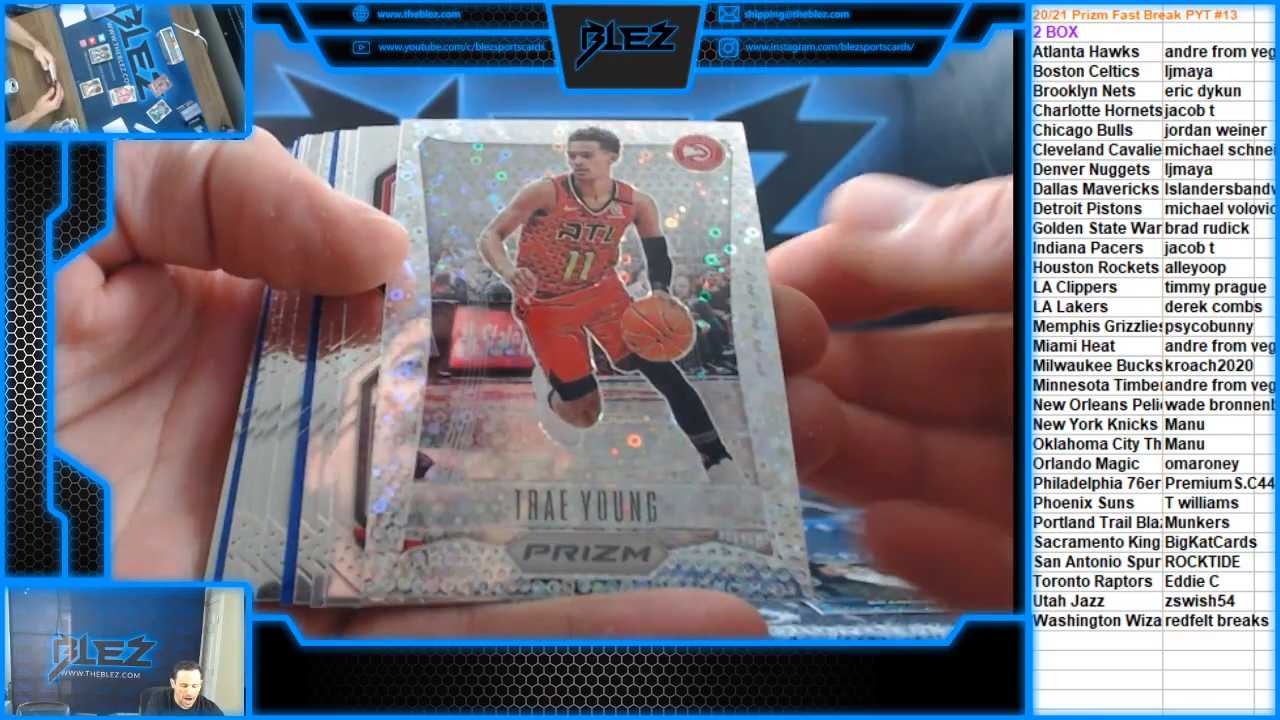 www.theblez.com
www.youtube.com/c/blezsportscards
BLEZ
shipping@theblez.com
www.instagram.com/blezsportscards/
20/21 Prizm Fast Break PYT #13
2 BOX
Atlanta Hawks andre from veg
Boston Celtics ljmaya
Brooklyn Nets eric dykun
Charlotte Hornets jacob t
Chicago Bulls jordan weiner
Cleveland Cavalie michael schnei
Denver Nuggets ljmaya
Dallas Mavericks Islandersbandv
Detroit Pistons michael volovic
Golden State War brad rudick
Indiana Pacers jacob t
Houston Rockets alleyoop
LA Clippers timmy prague
LA Lakers derek combs
Memphis Grizzlies psycobunny
Miami Heat andre from veg
Milwaukee Bucks kroach2020
Minnesota Timbe andre from veg
New Orleans Peli wade bronnenb
New York Knicks Manu
Oklahoma City Th Manu
Orlando Magic omaroney
Philadelphia 76er PremiumS.C44
Phoenix Suns T williams
Portland Trail Bla Munkers
Sacramento King BigKatCards
San Antonio Spur ROCKTIDE
Toronto Raptors Eddie C
Utah Jazz zswish54
Washington Wiza redfelt breaks
ATL
11
TRAE YOUNG
PRIZM
BLEZ
WWW.THEBLEZ.COM